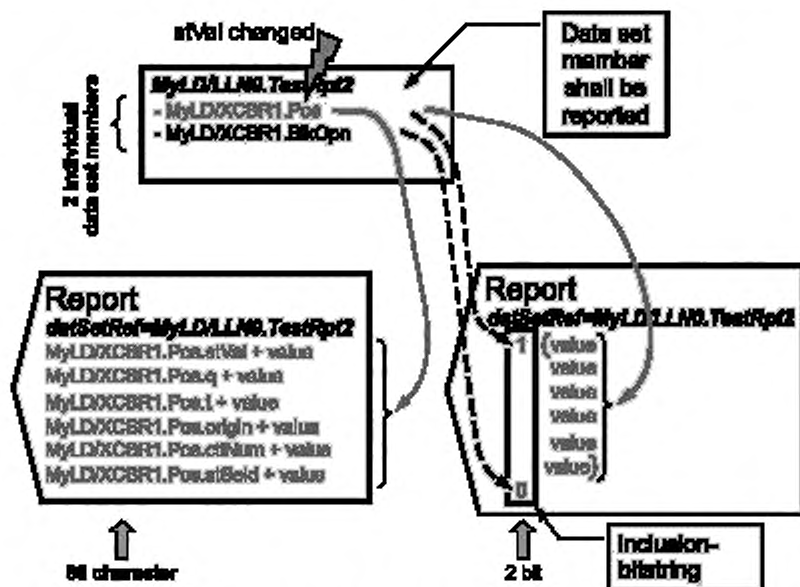 stVal changed
Data set
member
shall be
reported
2 individual
data set members
MyLD/LLN0.TestRpt2
- MyLD/XCBR1.Pos
- MyLD/XCBR1.BlkOpn
Report
datSetRef=MyLD/LLN0.TestRpt2
MyLD/XCBR1.Pos.stVal + value
MyLD/XCBR1.Pos.q + value
MyLD/XCBR1.Pos.t + value
MyLD/XCBR1.Pos.origin + value
MyLD/XCBR1.Pos.ctlNum + value
MyLD/XCBR1.Pos.stSeld + value
character
Report
datSetRef=MyLD/LLN0.TestRpt2
1 {value
value
value
value
value
value}
0
2 bit
Inclusion-
bitstring